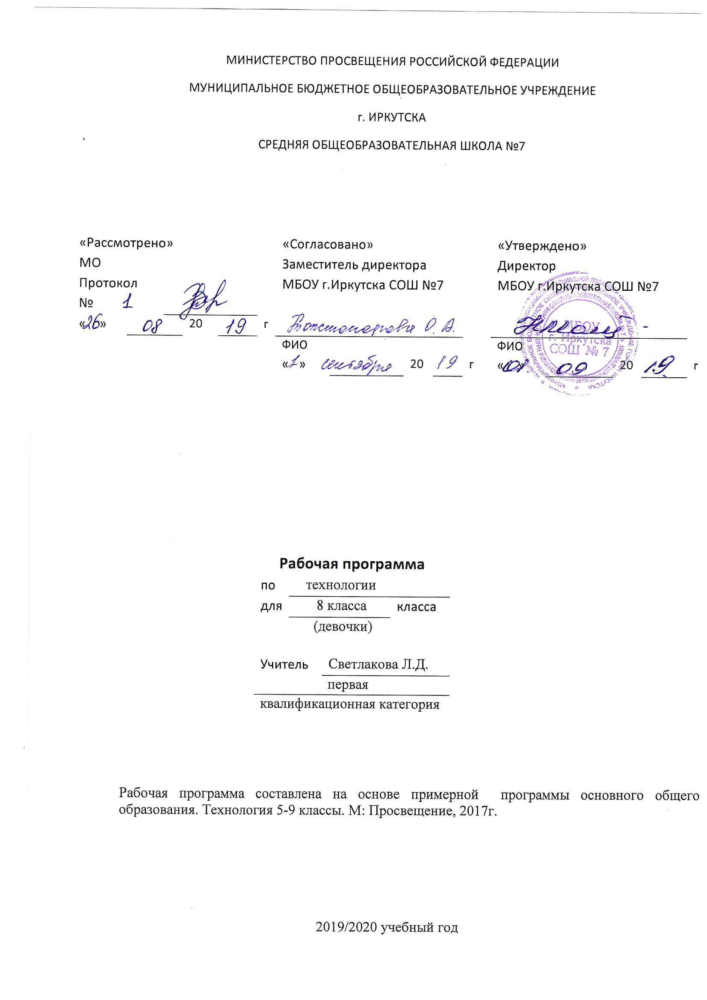 МИНИСТЕРСТВО ПРОСВЕЩЕНИЯ РОССИЙСКОЙ ФЕДЕРАЦИИ
МУНИЦИПАЛЬНОЕ БЮДЖЕТНОЕ ОБЩЕОБРАЗОВАТЕЛЬНОЕ УЧРЕЖДЕНИЕ
г. ИРКУТСКА
СРЕДНЯЯ ОБЩЕОБРАЗОВАТЕЛЬНАЯ ШКОЛА №7
«Рассмотрено»
МО
Протокол
№ 1
«26» 08 20 19 г
«Согласовано»
Заместитель директора
МБОУ г.Иркутска СОШ №7
О. А.
ФИО
«1» сентября 20 19 г
«Утверждено»
Директор
МБОУ г.Иркутска СОШ №7
ФИО
«01» 09 20 19 г
МБОУ
г. Иркутска
СОШ № 7
Рабочая программа
по технологии
для 8 класса класса
(девочки)
Учитель Светлакова Л.Д.
первая
квалификационная категория
Рабочая программа составлена на основе примерной программы основного общего
образования. Технология 5-9 классы. М: Просвещение, 2017г.
2019/2020 учебный год